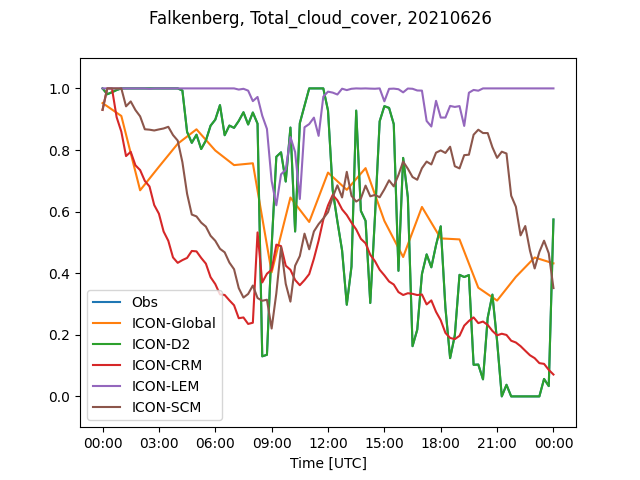 Falkenberg, Total_cloud_cover, 20210626
1.0
0.8
0.6
0.4
0.2
0.0
Obs
ICON-Global
ICON-D2
ICON-CRM
ICON-LEM
ICON-SCM
00:00 03:00 06:00 09:00 12:00 15:00 18:00 21:00 00:00
Time [UTC]